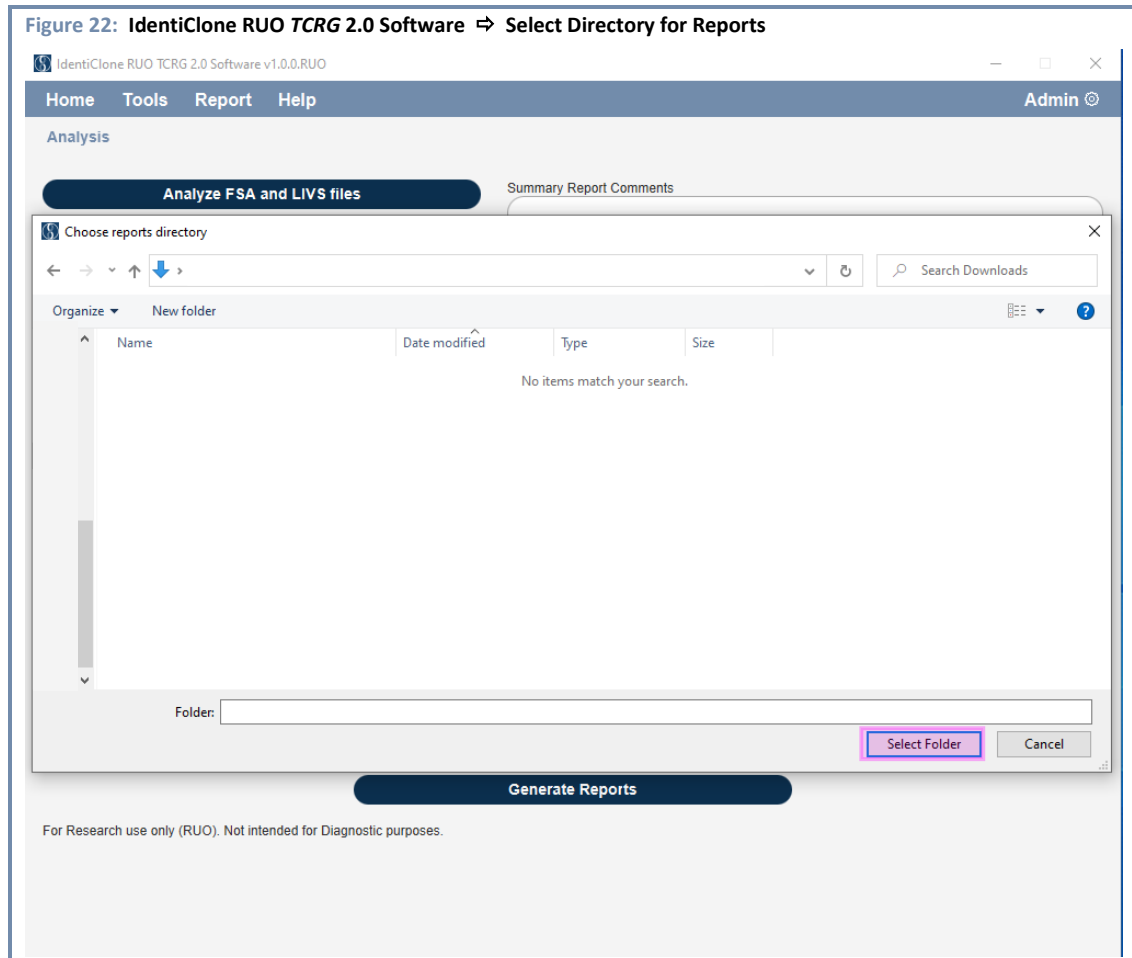 Figure 22: IdentiClone RUO TCRG 2.0 Software ⇨ Select Directory for Reports
IdentiClone RUO TCRG 2.0 Software v1.0.0.RUO
Home Tools Report Help Admin
Analysis
Analyze FSA and LIVS files
Summary Report Comments
Choose reports directory
Search Downloads
Organize New folder
Name Date modified Type Size
No items match your search.
Folder:
Select Folder Cancel
Generate Reports
For Research use only (RUO). Not intended for Diagnostic purposes.